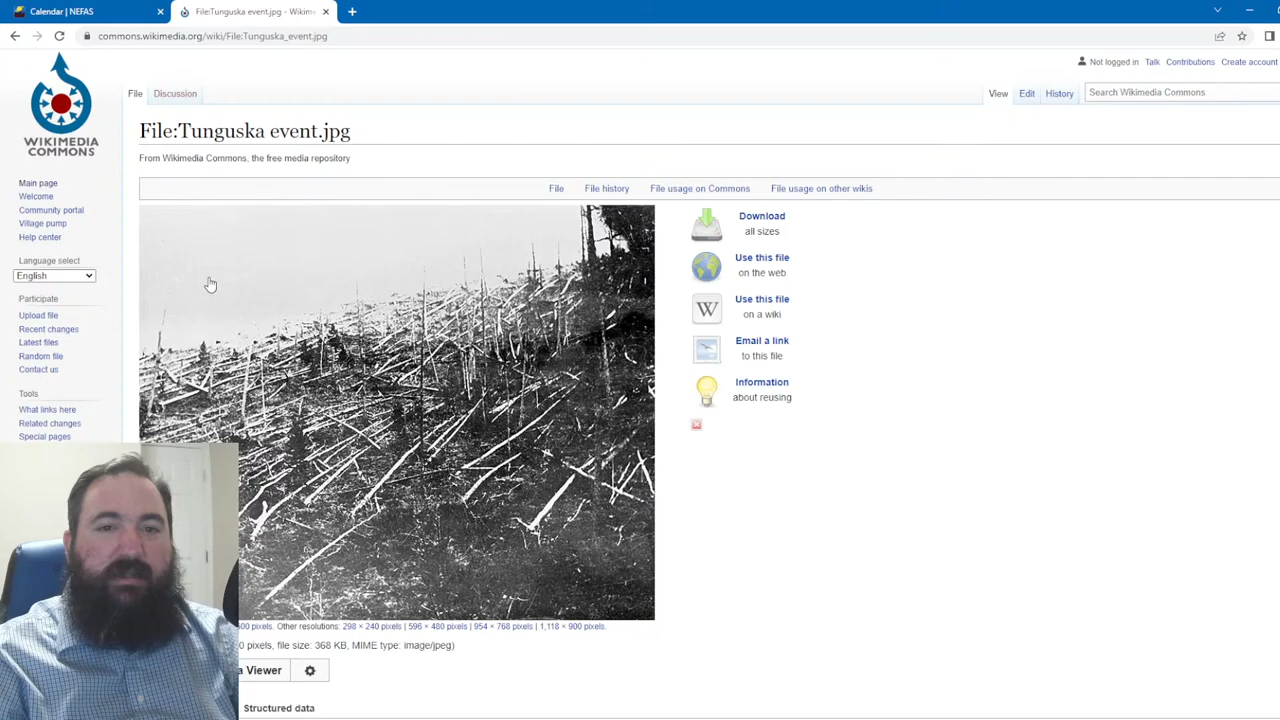 Calendar | NEFAS
File:Tunguska event.jpg - Wikim
commons.wikimedia.org/wiki/File:Tunguska_event.jpg
Not logged in Talk Contributions Create account
File Discussion
View Edit History
Search Wikimedia Commons
WIKIMEDIA
COMMONS
File:Tunguska event.jpg
From Wikimedia Commons, the free media repository
File File history File usage on Commons File usage on other wikis
Main page
Welcome
Community portal
Village pump
Help center
Language select
English
Participate
Upload file
Recent changes
Latest files
Random file
Contact us
Tools
What links here
Related changes
Special pages
Download
all sizes
Use this file
on the web
W
Use this file
on a wiki
Email a link
to this file
Information
about reusing
600 pixels. Other resolutions: 298 × 240 pixels | 596 × 480 pixels | 954 × 768 pixels | 1,118 × 900 pixels.
0 pixels, file size: 368 KB, MIME type: image/jpeg)
a Viewer
Structured data